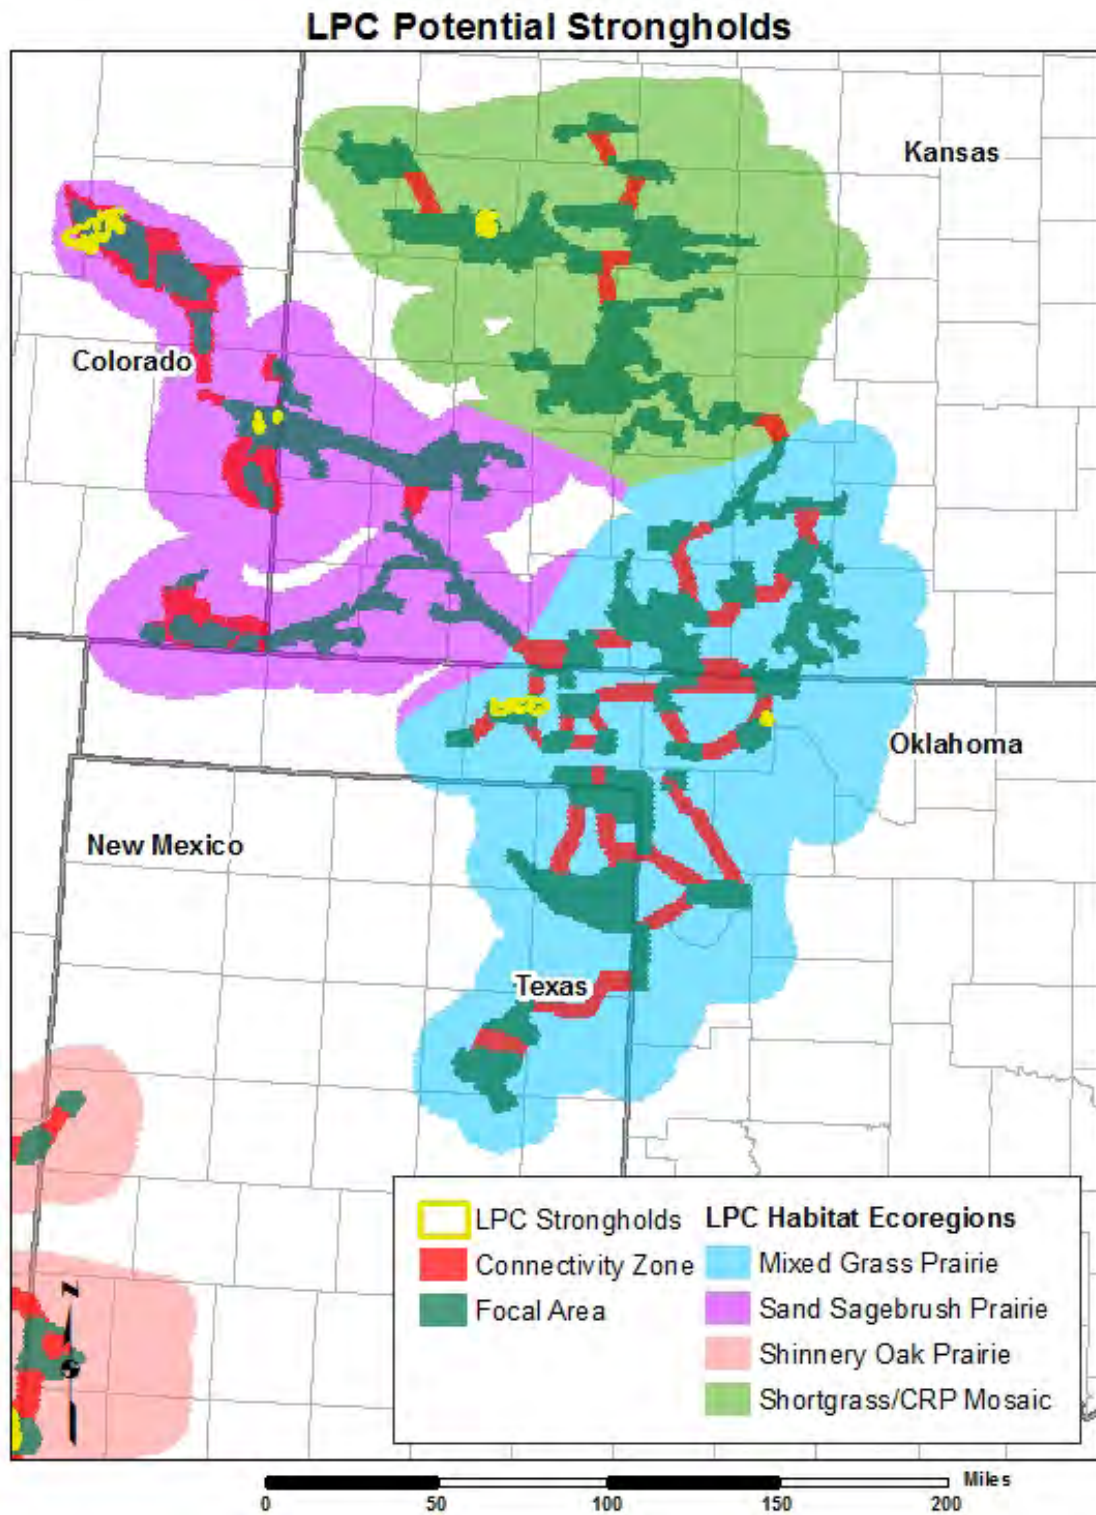 LPC Potential Strongholds
Kansas
Colorado
Oklahoma
New Mexico
Texas
LPC Strongholds
Connectivity Zone
Focal Area
LPC Habitat Ecoregions
Mixed Grass Prairie
Sand Sagebrush Prairie
Shinnery Oak Prairie
Shortgrass/CRP Mosaic
N
Miles
0 50 100 150 200